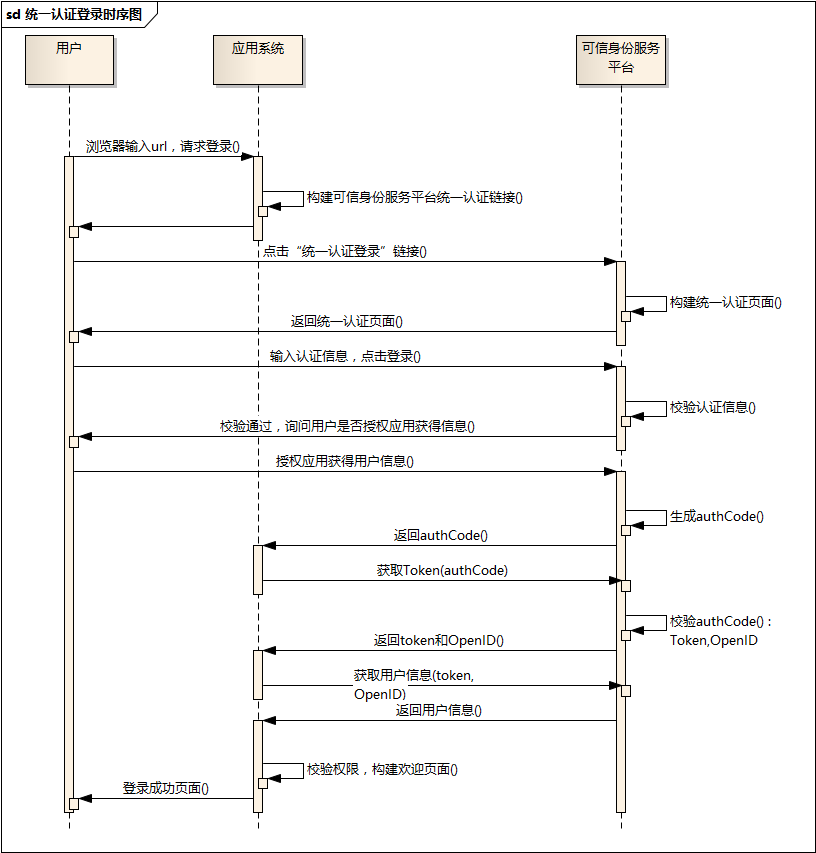 sd 统一认证登录时序图
用户
应用系统
可信身份服务
平台
浏览器输入url，请求登录()
构建可信身份服务平台统一认证链接()
点击“统一认证登录”链接()
构建统一认证页面()
返回统一认证页面()
输入认证信息，点击登录()
校验认证信息()
校验通过，询问用户是否授权应用获得信息()
授权应用获得用户信息()
生成authCode()
返回authCode()
获取Token(authCode)
校验authCode() :
Token,OpenID
返回token和OpenID()
获取用户信息(token,
OpenID)
返回用户信息()
校验权限，构建欢迎页面()
登录成功页面()